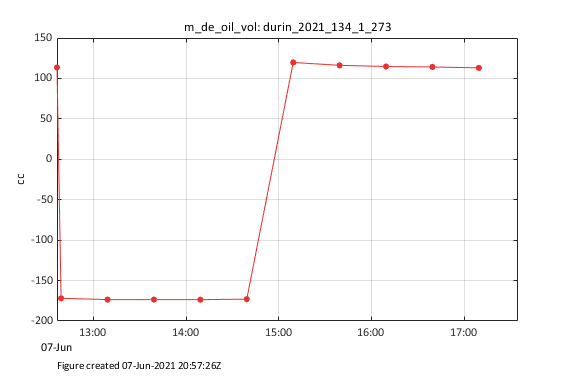 m_de_oil_vol: durin_2021_134_1_273
150
100
50
0
-50
-100
-150
-200
cc
13:00 14:00 15:00 16:00 17:00
07-Jun
Figure created 07-Jun-2021 20:57:26Z